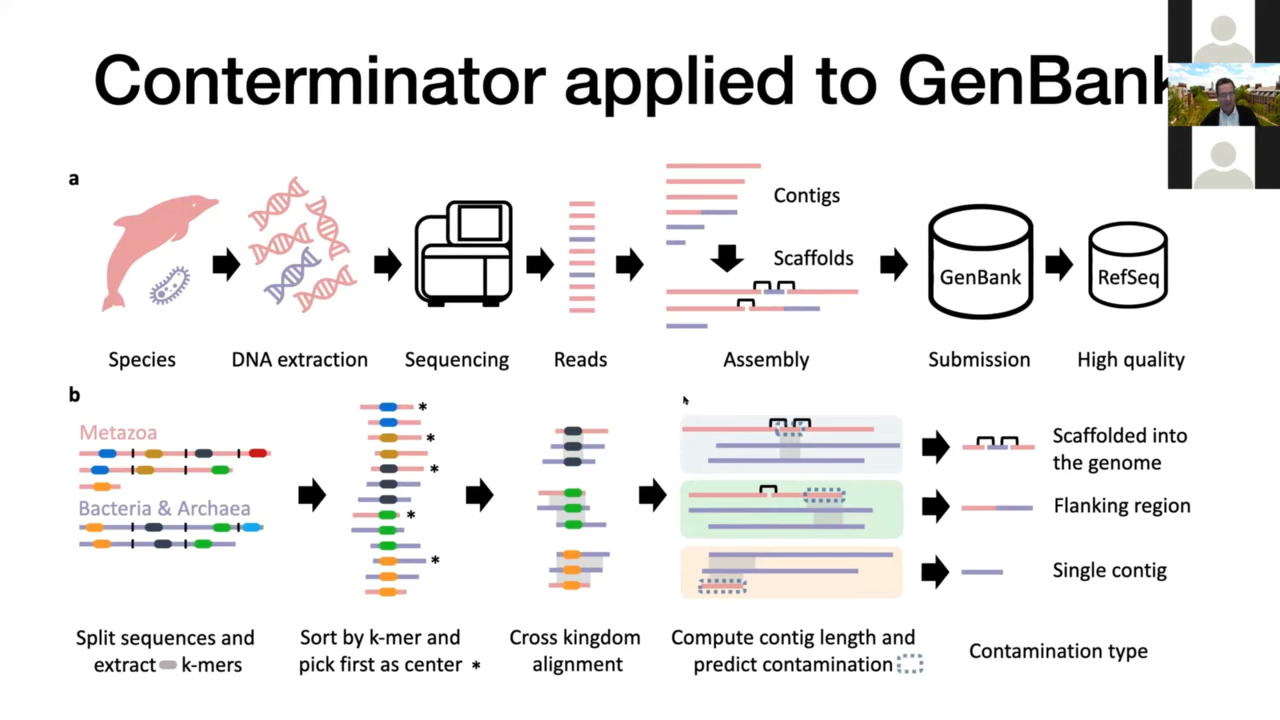 Conterminator applied to GenBank
a
Contigs
Scaffolds
GenBank
RefSeq
Species
DNA extraction
Sequencing
Reads
Assembly
Submission
High quality
b
Metazoa
Bacteria & Archaea
*
*
*
*
*
Scaffolded into
the genome
Flanking region
Single contig
Split sequences and
extract k-mers
Sort by k-mer and
pick first as center *
Cross kingdom
alignment
Compute contig length and
predict contamination
Contamination type